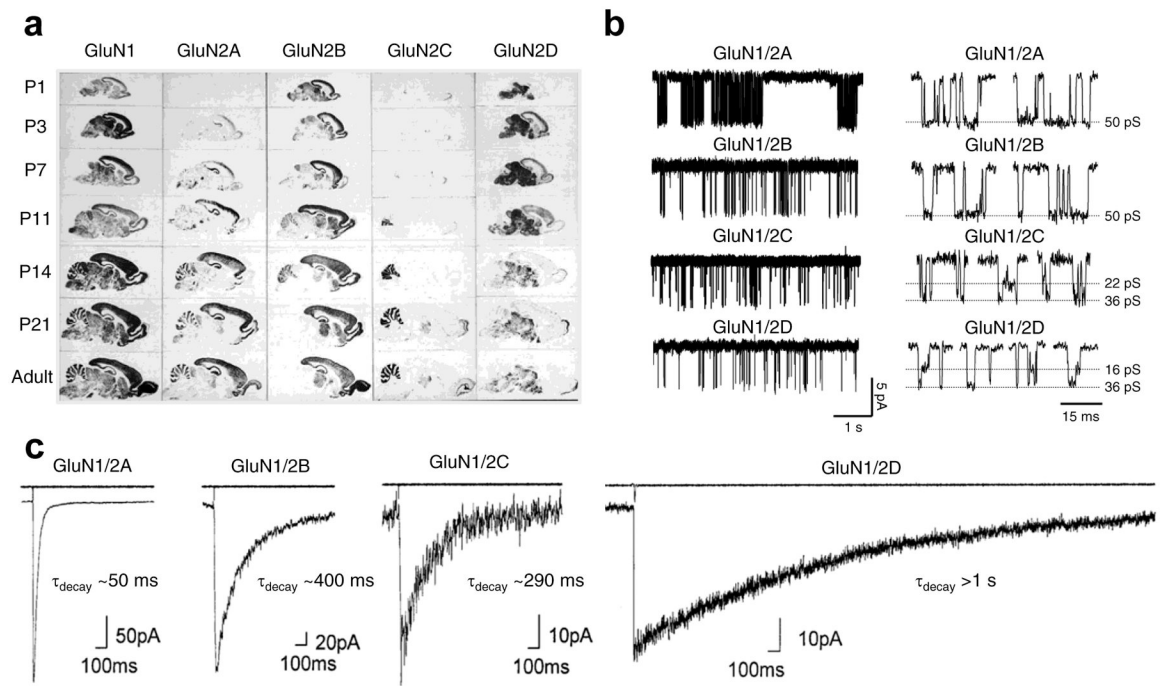 a
GluN1 GluN2A GluN2B GluN2C GluN2D
P1
P3
P7
P11
P14
P21
Adult
b
GluN1/2A GluN1/2A
50 pS
GluN1/2B GluN1/2B
50 pS
GluN1/2C GluN1/2C
22 pS
36 pS
GluN1/2D GluN1/2D
16 pS
36 pS
5 pA
1 s
15 ms
c
GluN1/2A GluN1/2B GluN1/2C GluN1/2D
τdecay ~50 ms τdecay ~400 ms τdecay ~290 ms τdecay >1 s
50pA 20pA 10pA 10pA
100ms 100ms 100ms 100ms